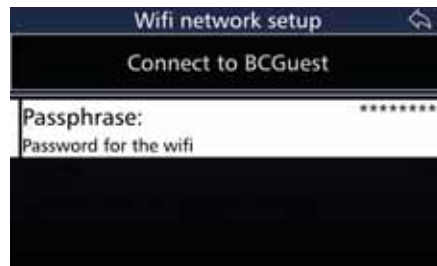 Wifi network setup
Connect to BCGuest
Passphrase: ********
Password for the wifi